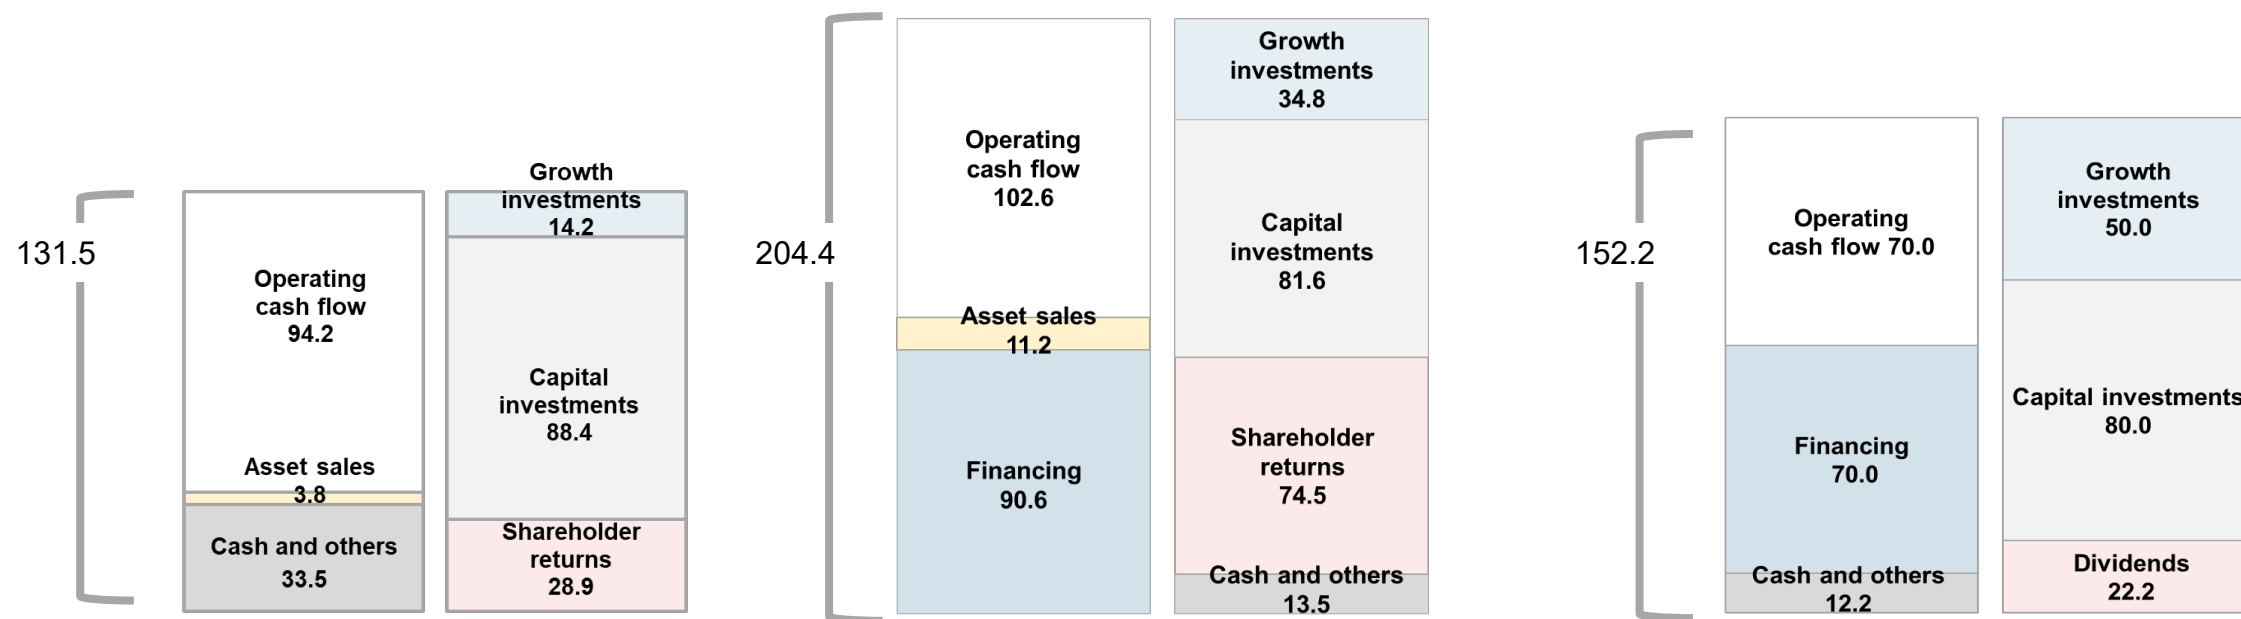 131.5
Operating
cash flow
94.2
Asset sales
3.8
Cash and others
33.5
Growth
investments
14.2
Capital
investments
88.4
Shareholder
returns
28.9
204.4
Operating
cash flow
102.6
Asset sales
11.2
Financing
90.6
Growth
investments
34.8
Capital
investments
81.6
Shareholder
returns
74.5
Cash and others
13.5
152.2
Operating
cash flow 70.0
Financing
70.0
Cash and others
12.2
Growth
investments
50.0
Capital investments
80.0
Dividends
22.2